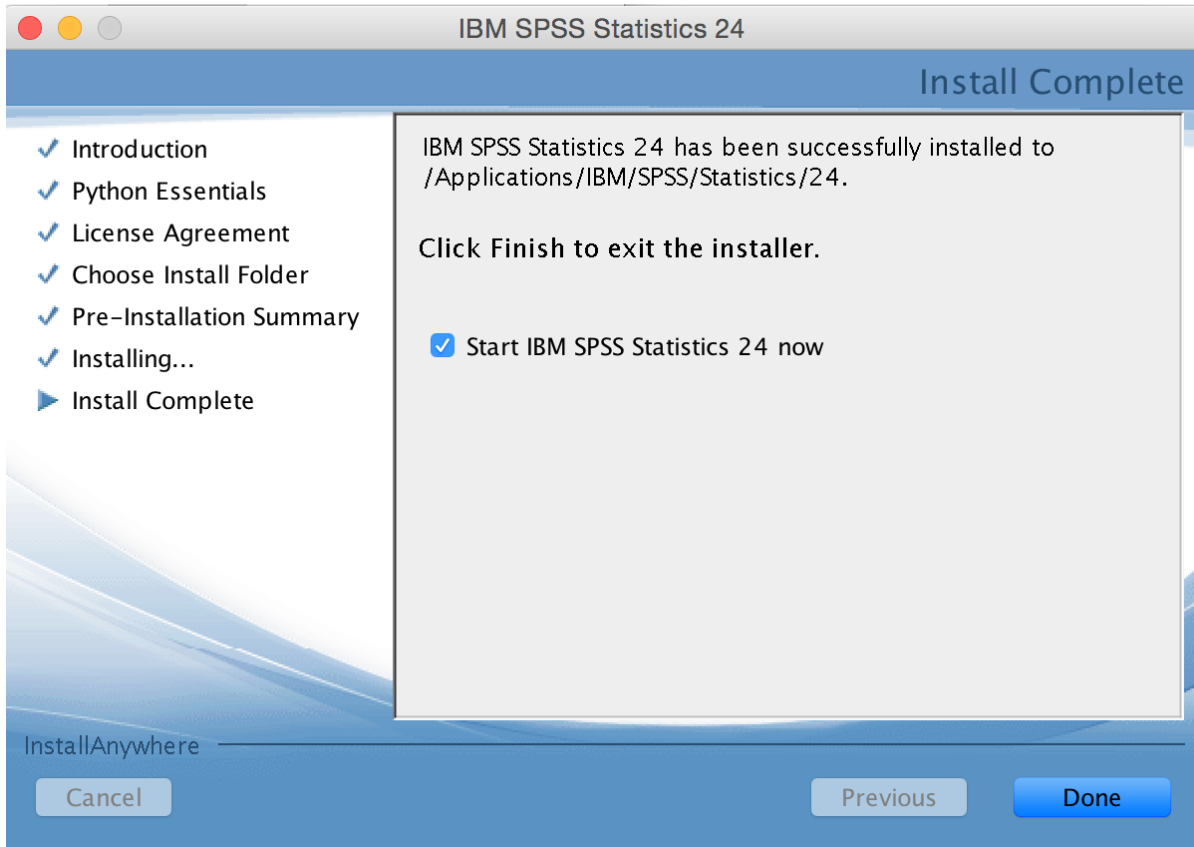 IBM SPSS Statistics 24
Install Complete
Introduction
Python Essentials
License Agreement
Choose Install Folder
Pre-Installation Summary
Installing...
Install Complete
IBM SPSS Statistics 24 has been successfully installed to
/Applications/IBM/SPSS/Statistics/24.
Click Finish to exit the installer.
Start IBM SPSS Statistics 24 now
InstallAnywhere
Cancel
Previous
Done